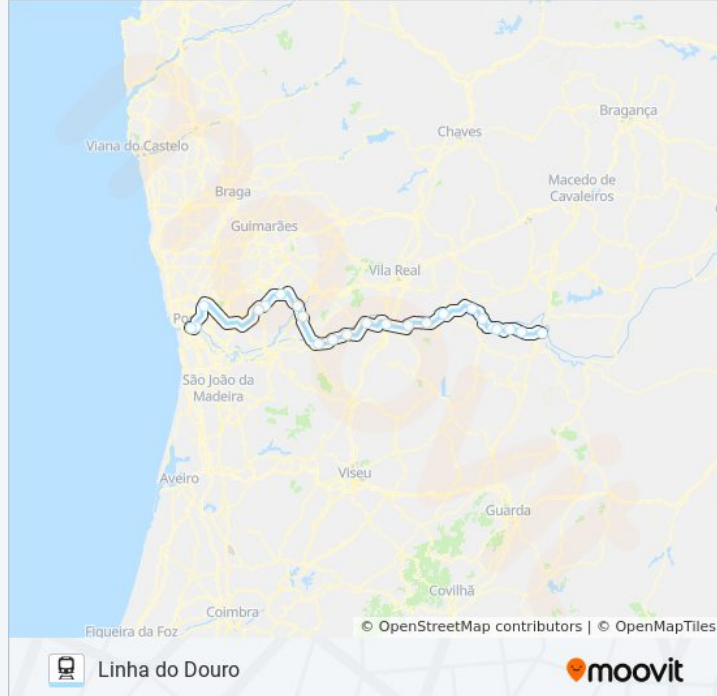 Bragança
Chaves
Viana do Castelo
Macedo de
Cavaleiros
Braga
Guimarães
Vila Real
Po
São João da
Madeira
Viseu
Aveiro
Guarda
Covilhã
Coimbra
Figueira da Foz
© OpenStreetMap contributors | © OpenMapTiles
Linha do Douro
moovit